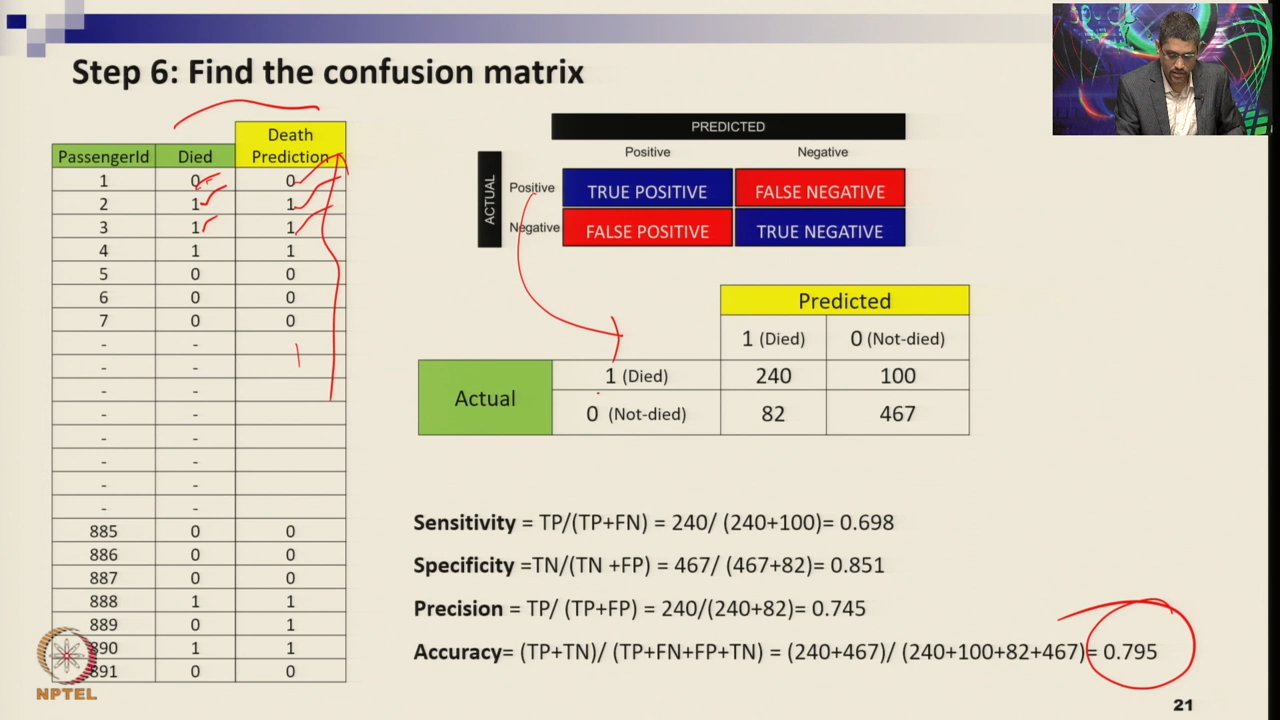 Step 6: Find the confusion matrix
PassengerId Died Death Prediction
1 0 0
2 1 1
3 1 1
4 1 1
5 0 0
6 0 0
7 0 0
- -
- -
- -
- -
- -
- -
- -
- -
885 0 0
886 0 0
887 0 0
888 1 1
889 0 1
890 1 1
891 0 0
PREDICTED
Positive Negative
ACTUAL
Positive TRUE POSITIVE FALSE NEGATIVE
Negative FALSE POSITIVE TRUE NEGATIVE
Predicted
1 (Died) 0 (Not-died)
Actual
1 (Died) 240 100
0 (Not-died) 82 467
Sensitivity = TP/(TP+FN) = 240/ (240+100)= 0.698
Specificity =TN/(TN +FP) = 467/ (467+82)= 0.851
Precision = TP/ (TP+FP) = 240/(240+82)= 0.745
Accuracy= (TP+TN)/ (TP+FN+FP+TN) = (240+467)/ (240+100+82+467)= 0.795
NPTEL
21